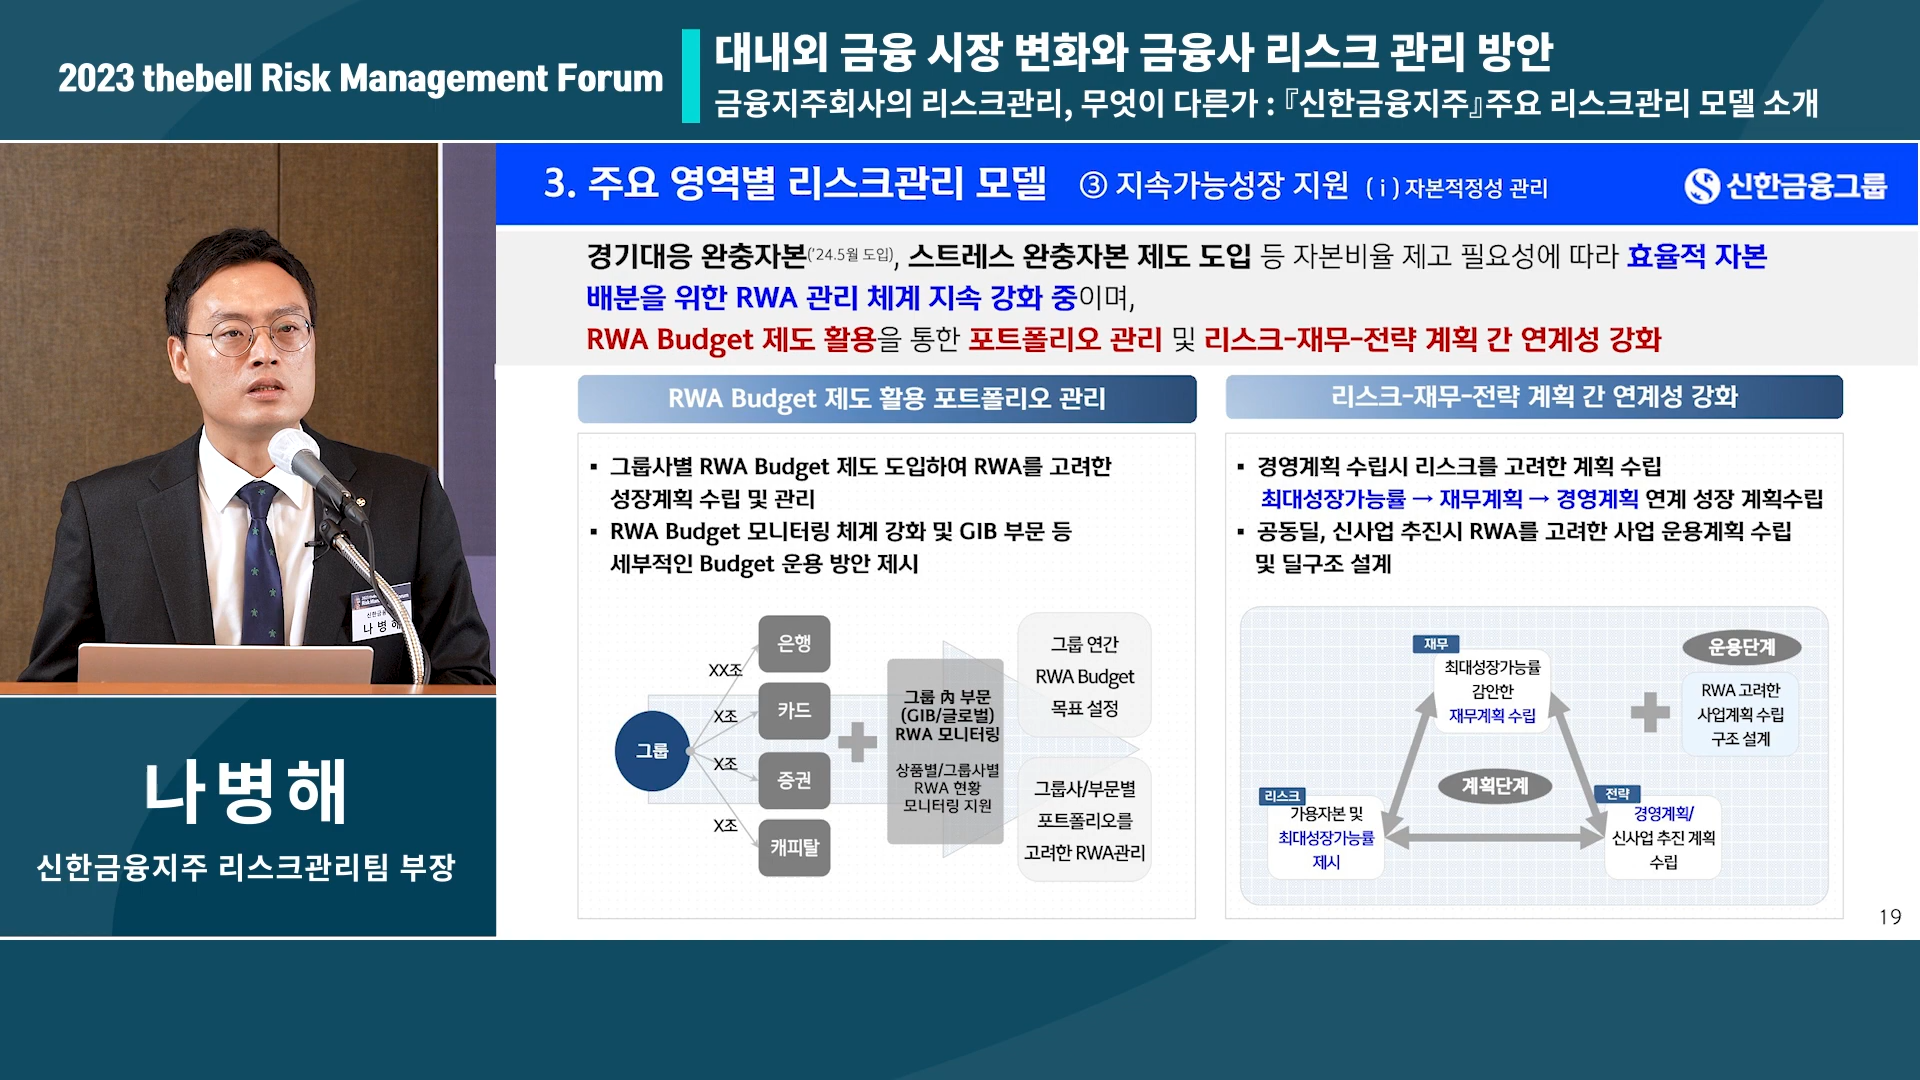 2023 thebell Risk Management Forum
대내외 금융 시장 변화와 금융사 리스크 관리 방안
금융지주회사의 리스크관리, 무엇이 다른가 : 『신한금융지주』주요 리스크관리 모델 소개
3. 주요 영역별 리스크관리 모델 ③ 지속가능성장 지원 ( i ) 자본적정성 관리
신한금융그룹
경기대응 완충자본('24.5월 도입), 스트레스 완충자본 제도 도입 등 자본비율 제고 필요성에 따라 효율적 자본
배분을 위한 RWA 관리 체계 지속 강화 중이며,
RWA Budget 제도 활용을 통한 포트폴리오 관리 및 리스크-재무-전략 계획 간 연계성 강화
RWA Budget 제도 활용 포트폴리오 관리
▪ 그룹사별 RWA Budget 제도 도입하여 RWA를 고려한
성장계획 수립 및 관리
▪ RWA Budget 모니터링 체계 강화 및 GIB 부문 등
세부적인 Budget 운용 방안 제시
그룹
XX조
X조
X조
X조
은행
카드
증권
캐피탈
그룹 內 부문
(GIB/글로벌)
RWA 모니터링
상품별/그룹사별
RWA 현황
모니터링 지원
그룹 연간
RWA Budget
목표 설정
그룹사/부문별
포트폴리오를
고려한 RWA관리
리스크-재무-전략 계획 간 연계성 강화
▪ 경영계획 수립시 리스크를 고려한 계획 수립
최대성장가능률 → 재무계획 → 경영계획 연계 성장 계획수립
▪ 공동딜, 신사업 추진시 RWA를 고려한 사업 운용계획 수립
및 딜구조 설계
재무
최대성장가능률
감안한
재무계획 수립
운용단계
RWA 고려한
사업계획 수립
구조 설계
계획단계
리스크
가용자본 및
최대성장가능률
제시
전략
경영계획/
신사업 추진 계획
수립
19
나병해
나병해
신한금융지주 리스크관리팀 부장